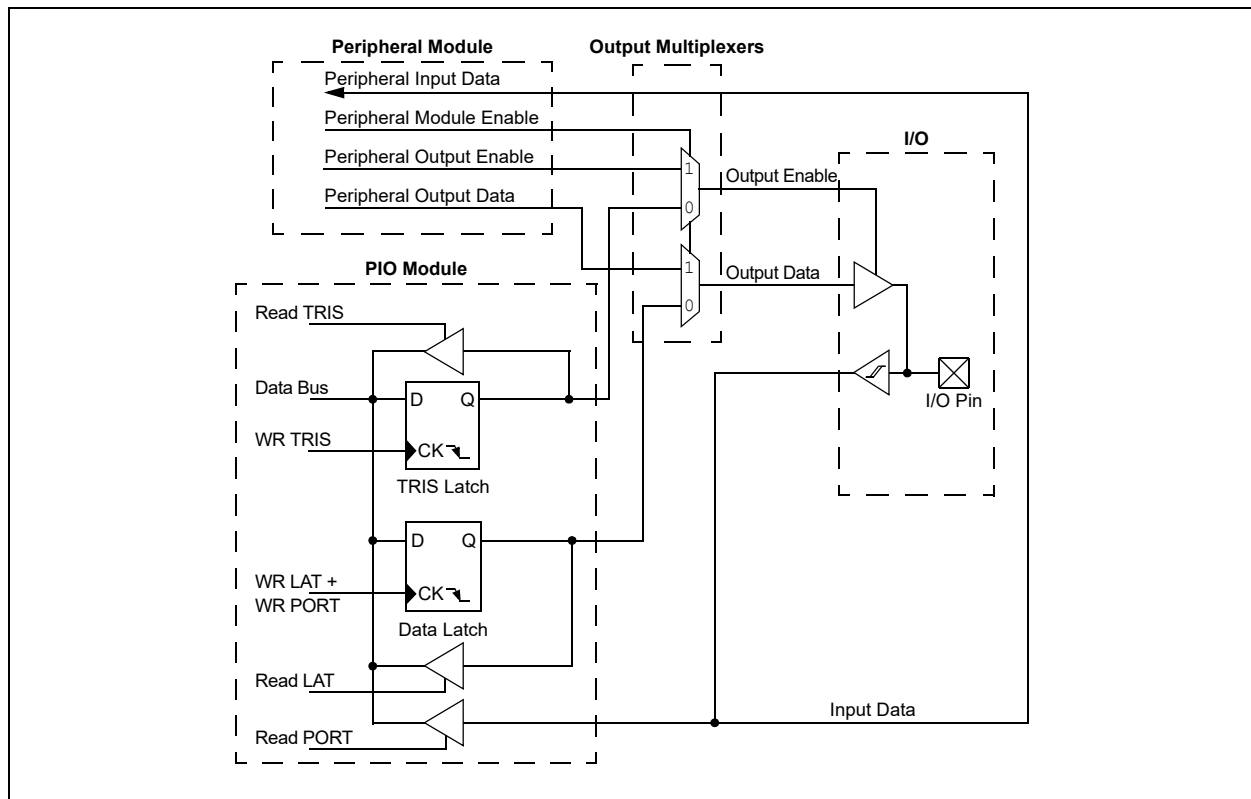 Peripheral Module
Output Multiplexers
Peripheral Input Data
Peripheral Module Enable
Peripheral Output Enable
Peripheral Output Data
1
0
Output Enable
1
0
Output Data
I/O
I/O Pin
PIO Module
Read TRIS
Data Bus
D Q
WR TRIS
CK
TRIS Latch
D Q
WR LAT +
WR PORT
CK
Data Latch
Read LAT
Read PORT
Input Data